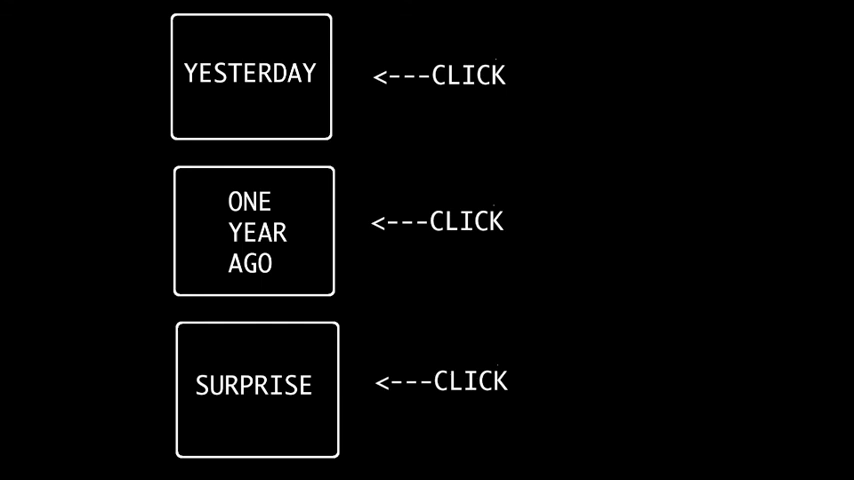 YESTERDAY <---CLICK
ONE
YEAR <---CLICK
AGO
SURPRISE <---CLICK